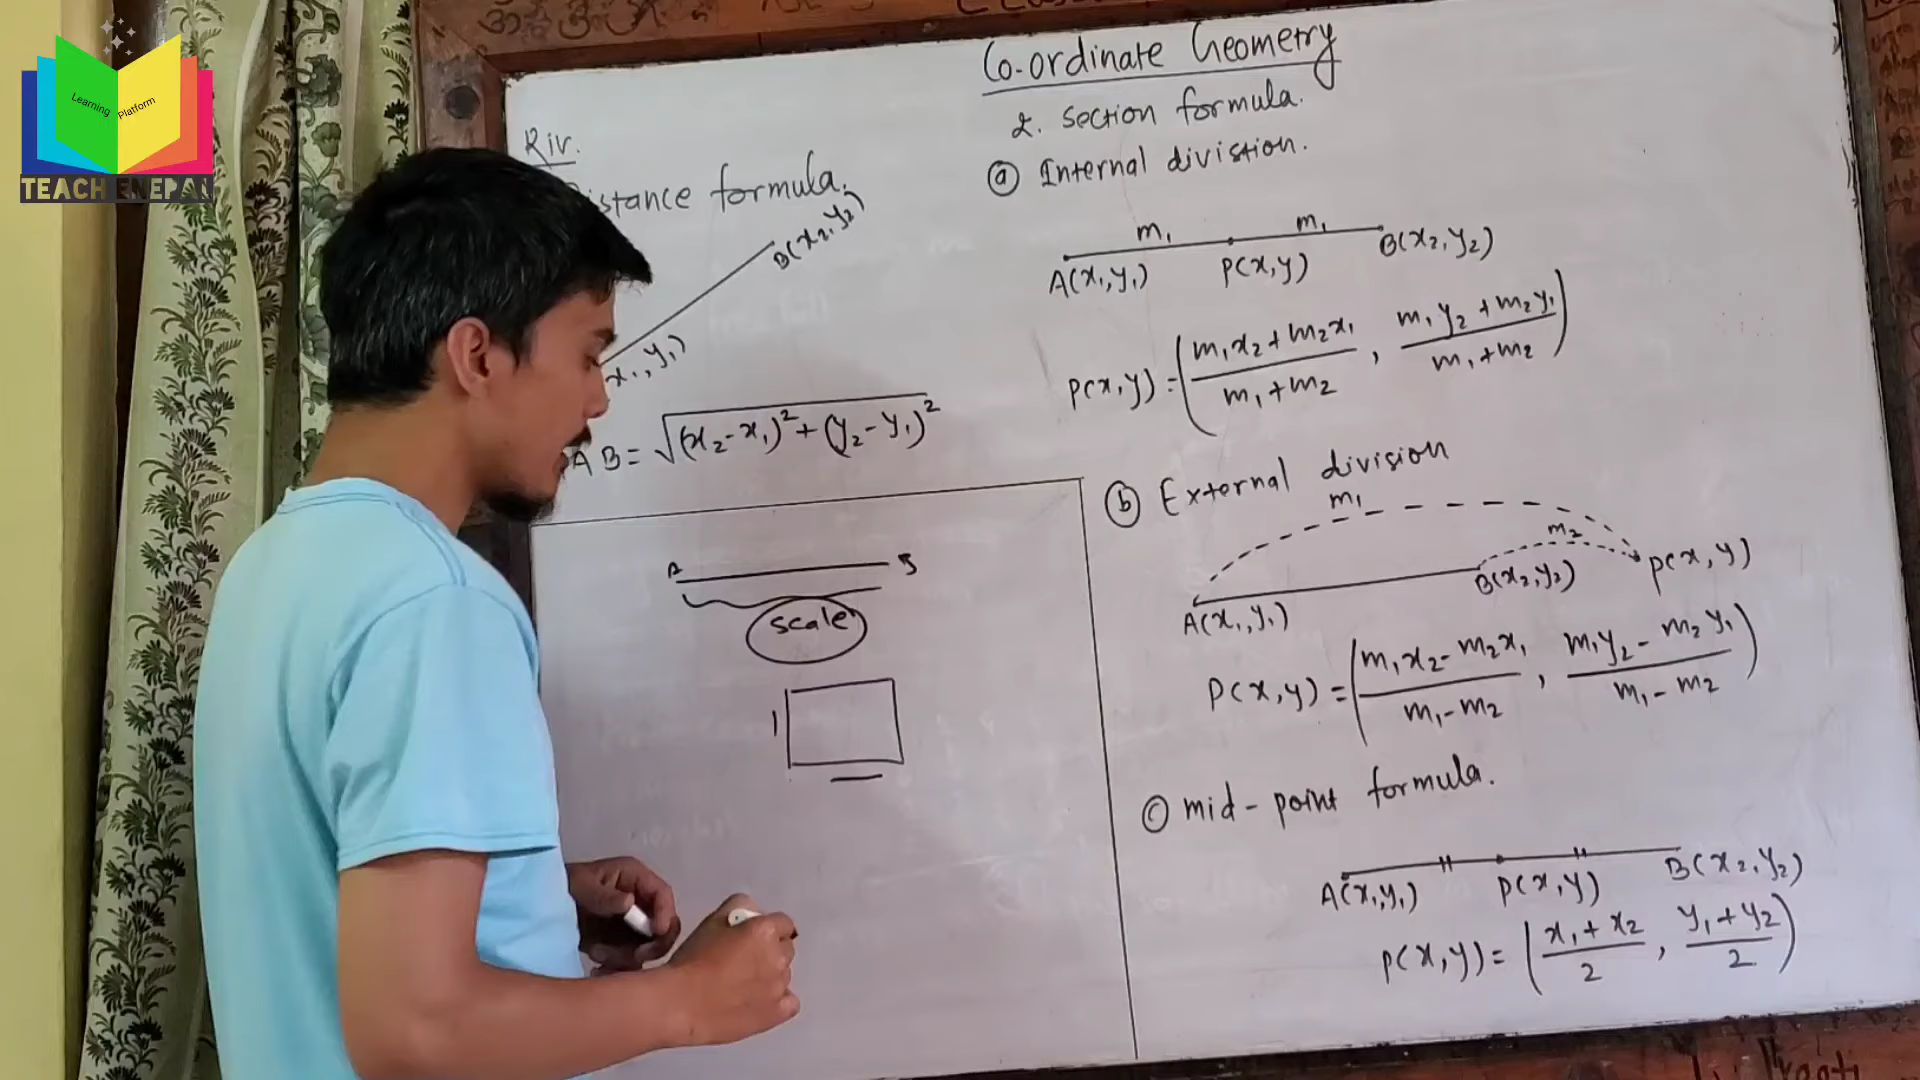 Learning Platform
TEACH ENEPAL
Co-ordinate Geometry
2. Section formula.
Riv.
istance formula.
B(x₂, y₂)
x₁, y₁)
AB = √(x₂-x₁)² + (y₂-y₁)²
A B
scale
ⓐ Internal division.
m₁ m₁
A(x₁,y₁) P(x,y) B(x₂,y₂)
P(x,y) = (m₁x₂+m₂x₁/m₁+m₂, m₁y₂+m₂y₁/m₁+m₂)
ⓑ External division
m₁
m₂
A(x₁,y₁) B(x₂,y₂) P(x,y)
P(x,y) = (m₁x₂-m₂x₁/m₁-m₂, m₁y₂-m₂y₁/m₁-m₂)
ⓒ mid-point formula.
A(x₁,y₁) P(x,y) B(x₂,y₂)
P(x,y) = (x₁+x₂/2, y₁+y₂/2)